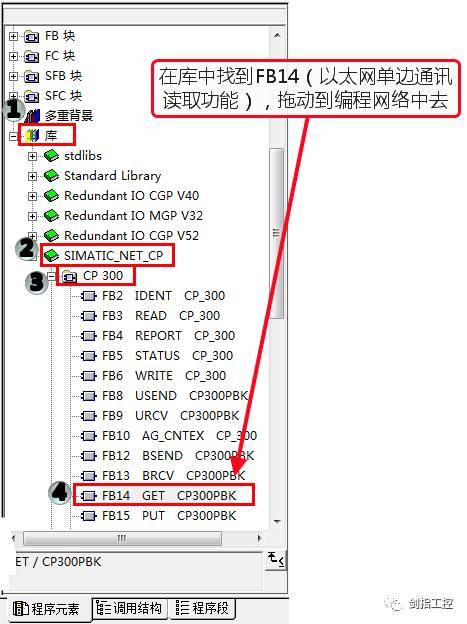 FB 块
FC 块
SFB 块
SFC 块
在库中找到FB14（以太网单边通讯
读取功能），拖动到编程网络中去
1
多重背景
库
stdlibs
Standard Library
Redundant IO CGP V40
Redundant IO MGP V32
Redundant IO CGP V52
2
SIMATIC_NET_CP
3
CP 300
FB2 IDENT CP_300
FB3 READ CP_300
FB4 REPORT CP_300
FB5 STATUS CP_300
FB6 WRITE CP_300
FB8 USEND CP300PBK
FB9 URCV CP300PBK
FB10 AG_CNTEX CP_300
FB12 BSEND CP300PBK
FB13 BRCV CP300PBK
4
FB14 GET CP300PBK
FB15 PUT CP300PBK
ET / CP300PBK
程序元素 调用结构 程序段
剑指工控